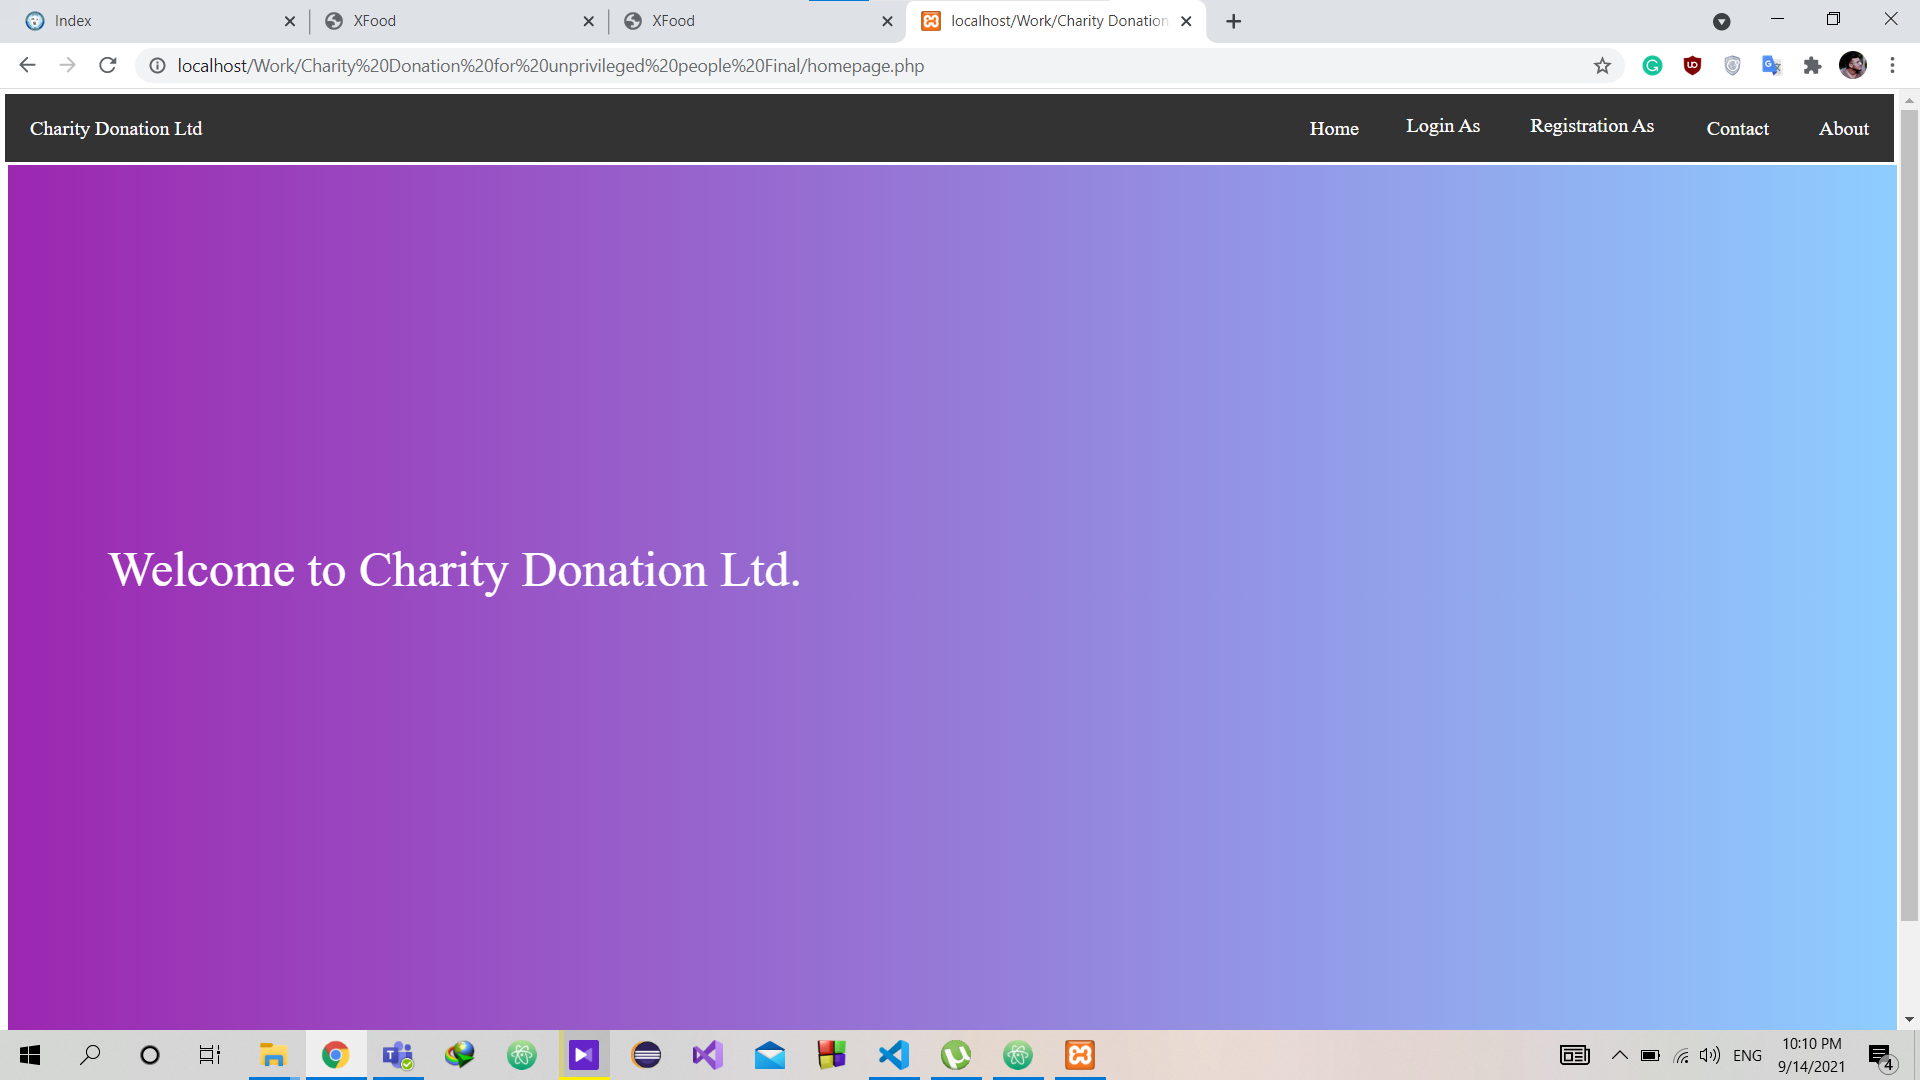 Index
XFood
XFood
localhost/Work/Charity Donation
localhost/Work/Charity%20Donation%20for%20unprivileged%20people%20Final/homepage.php
Charity Donation Ltd
Home
Login As
Registration As
Contact
About
Welcome to Charity Donation Ltd.
ENG
10:10 PM
9/14/2021
4